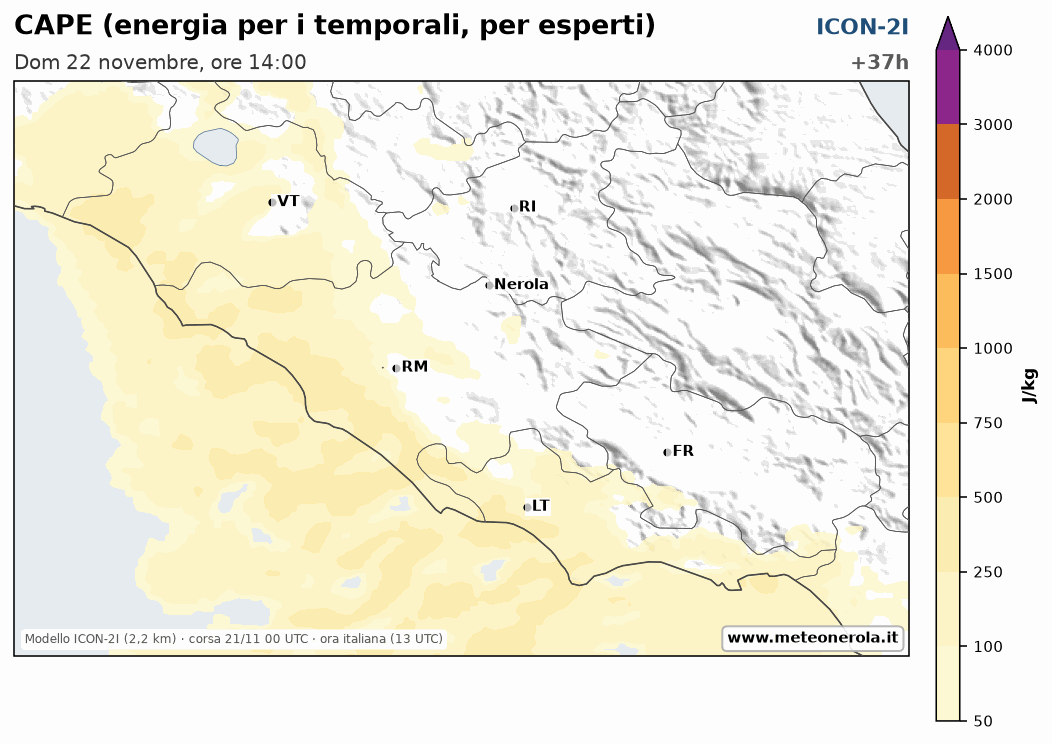 CAPE (energia per i temporali, per esperti)
ICON-2I
Dom 22 novembre, ore 14:00
+37h
VT
RI
Nerola
RM
FR
LT
Modello ICON-2I (2,2 km) · corsa 21/11 00 UTC · ora italiana (13 UTC)
www.meteonerola.it
4000
3000
2000
1500
1000
750
500
250
100
50
J/kg